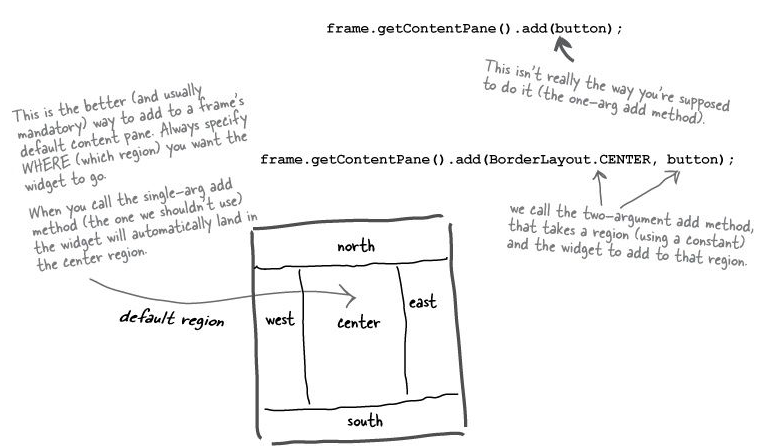 frame.getContentPane().add(button);
This isn't really the way you're supposed
to do it (the one-arg add method).
This is the better (and usually
mandatory) way to add to a frame's
default content pane. Always specify
WHERE (which region) you want the
widget to go.
When you call the single-arg add
method (the one we shouldn't use)
the widget will automatically land in
the center region.
frame.getContentPane().add(BorderLayout.CENTER, button);
we call the two-argument add method,
that takes a region (using a constant)
and the widget to add to that region.
default region
north
west
center
east
south